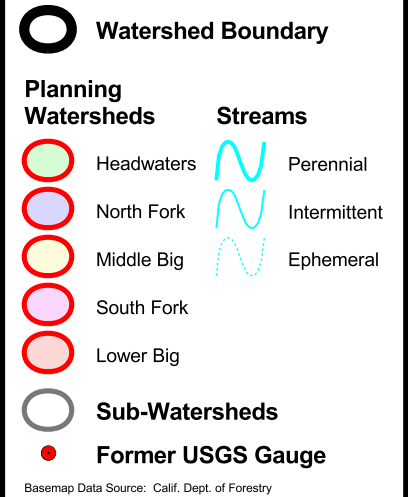 Watershed Boundary
Planning
Watersheds
Streams
Headwaters
Perennial
North Fork
Intermittent
Middle Big
Ephemeral
South Fork
Lower Big
Sub-Watersheds
Former USGS Gauge
Basemap Data Source: Calif. Dept. of Forestry